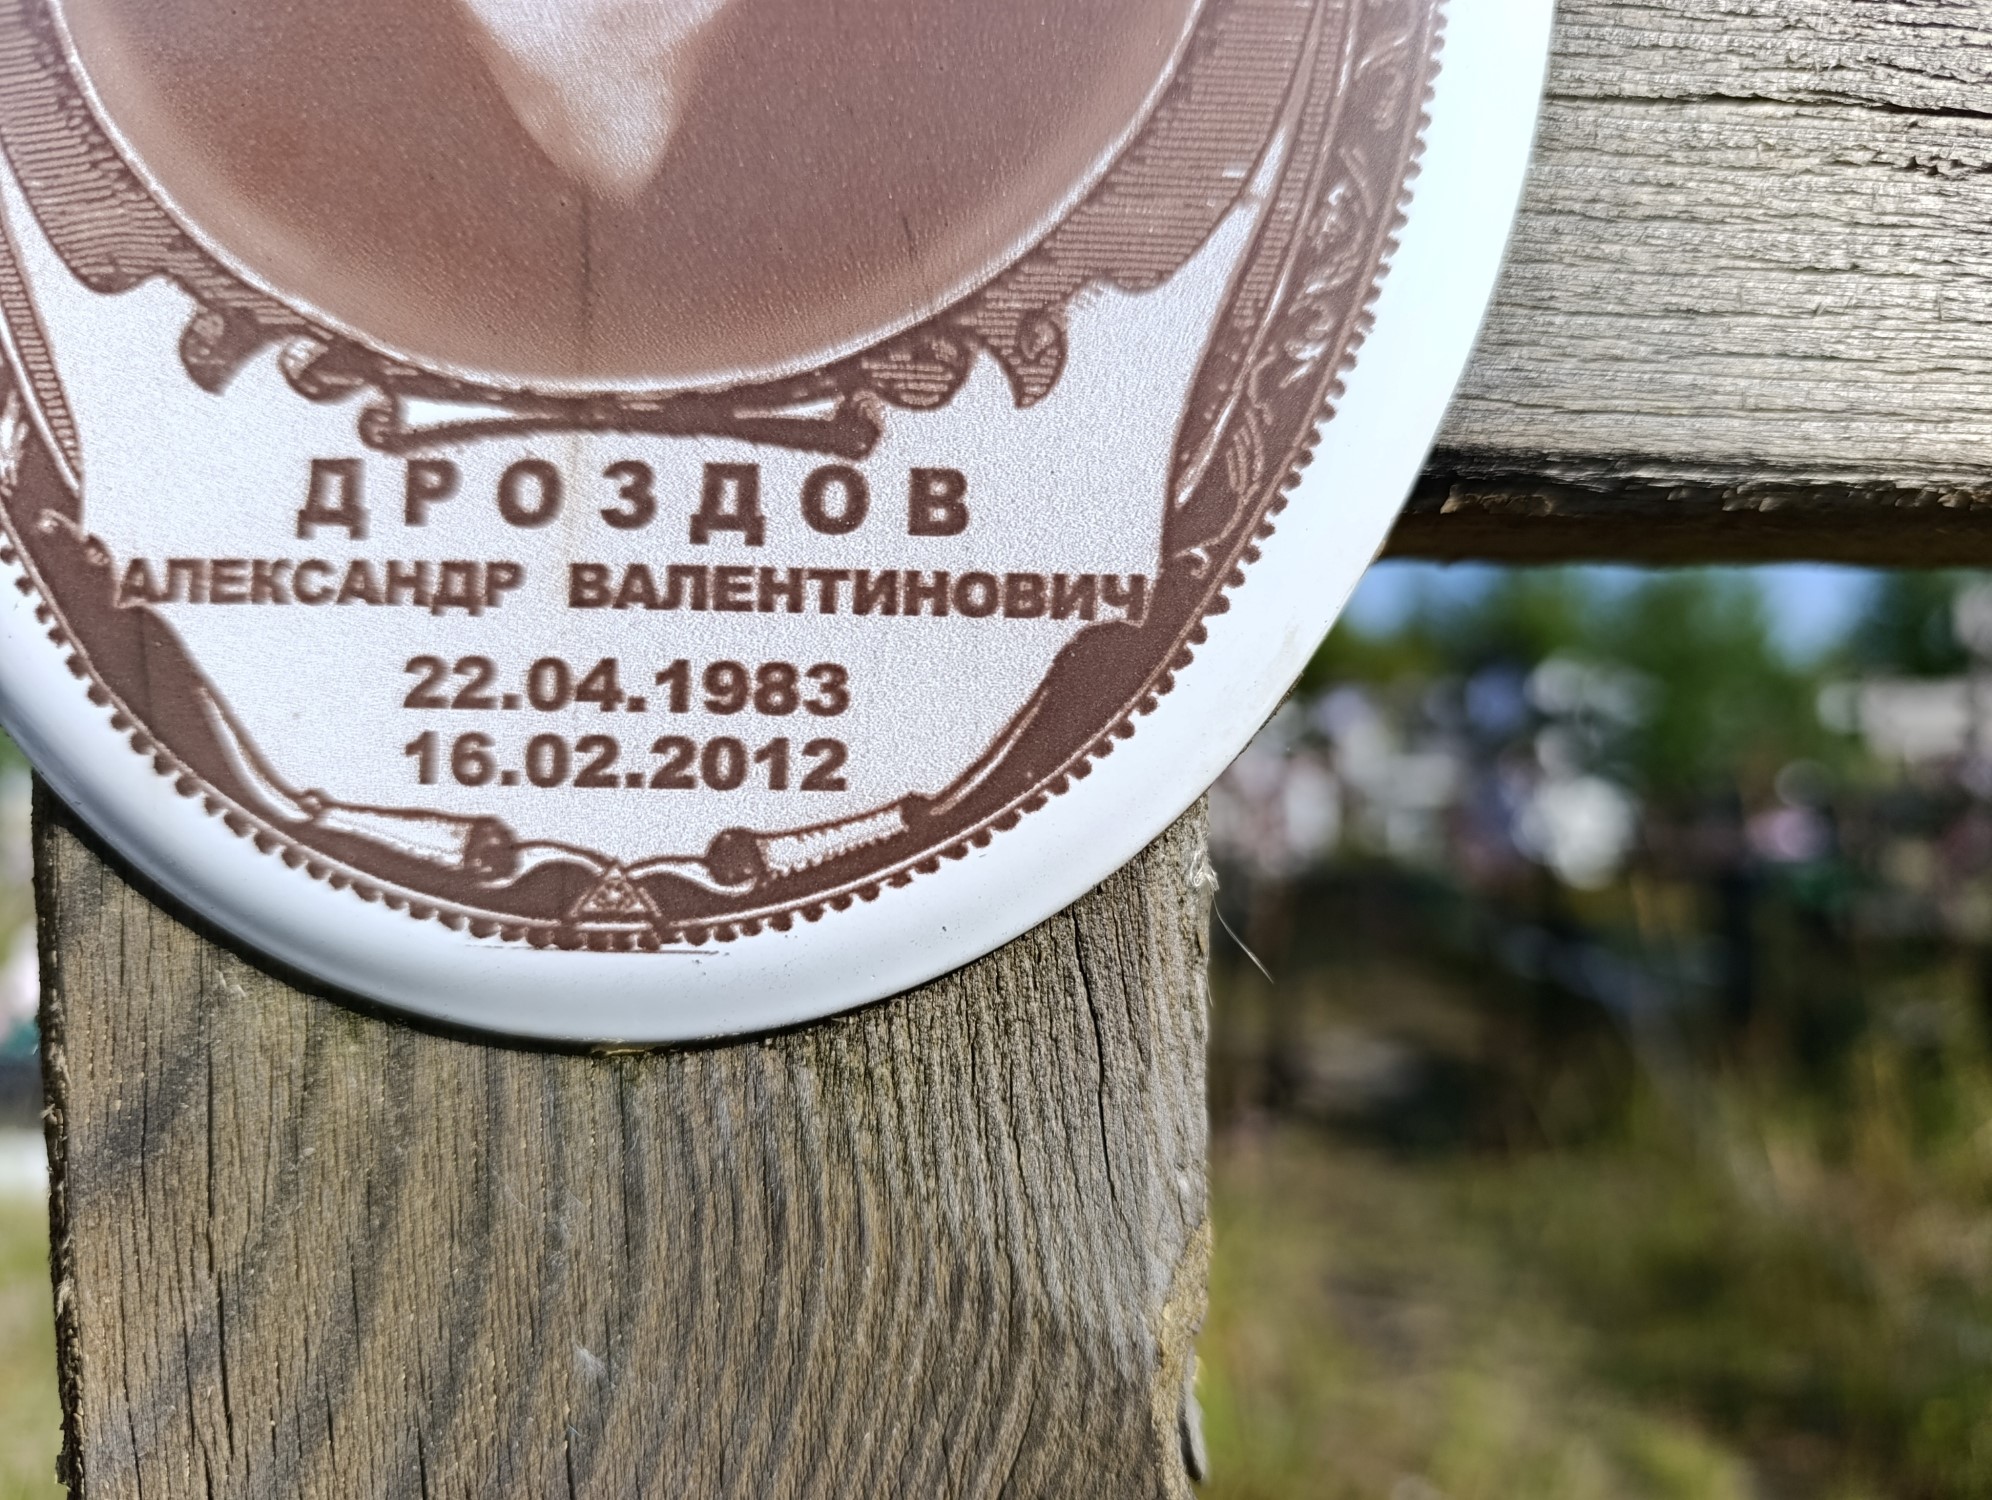 ДРОЗДОВ
АЛЕКСАНДР ВАЛЕНТИНОВИЧ
22.04.1983
16.02.2012